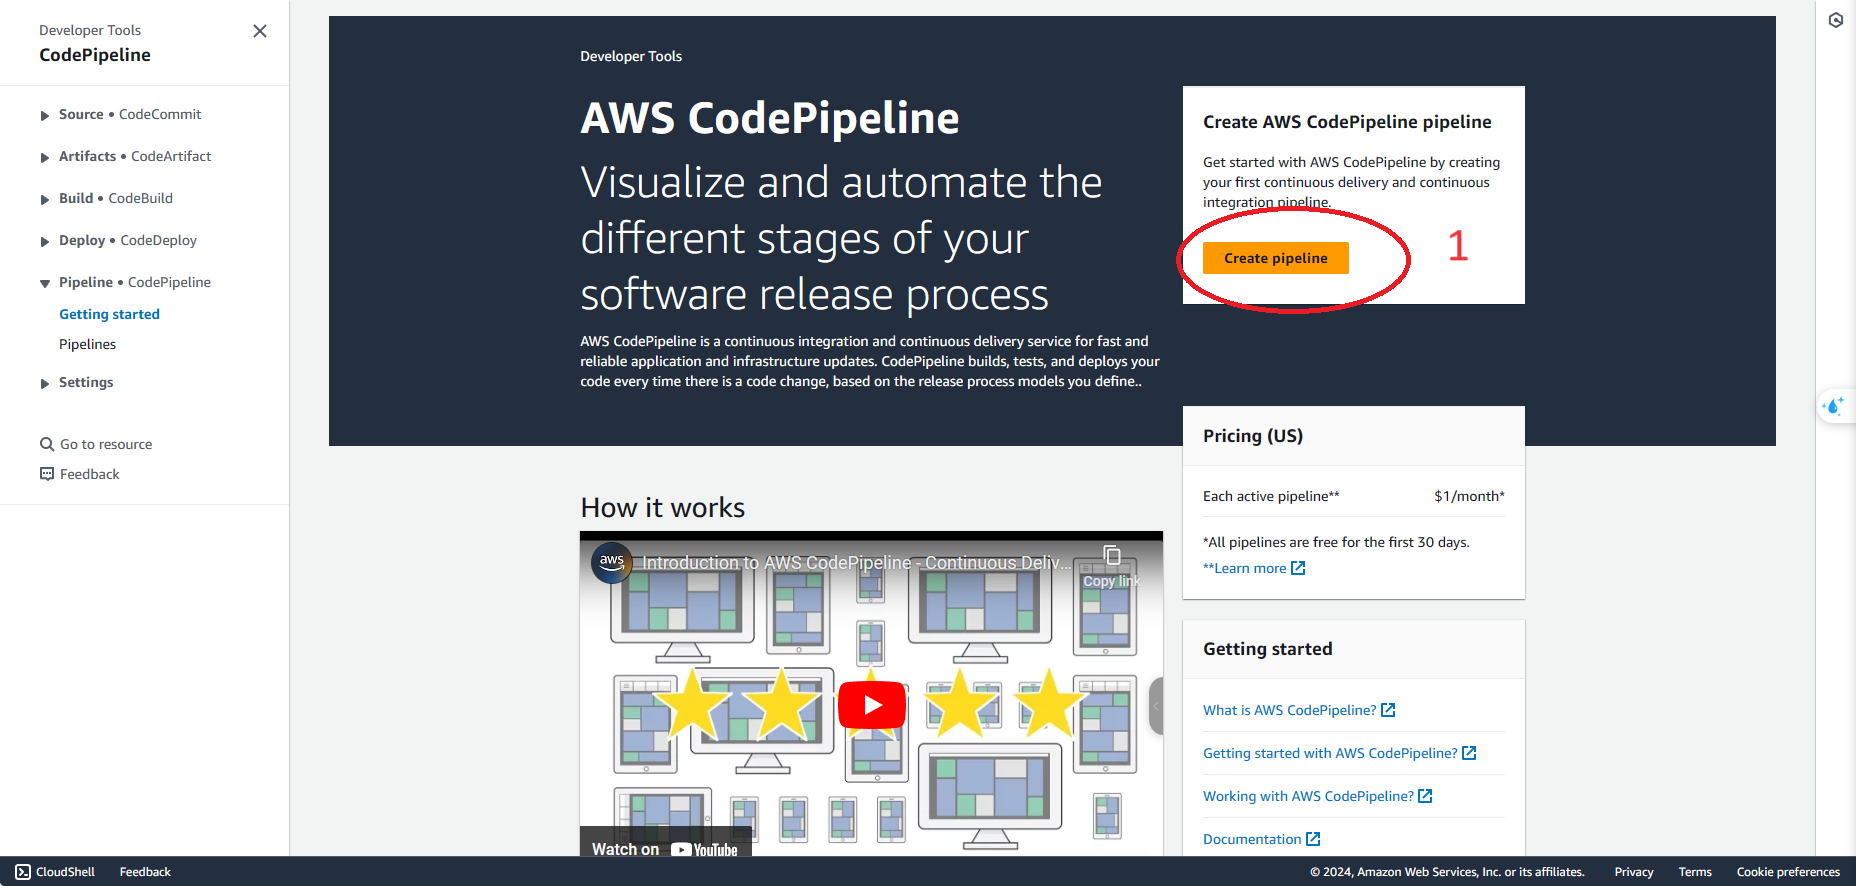 Developer Tools
CodePipeline
Source • CodeCommit
Artifacts • CodeArtifact
Build • CodeBuild
Deploy • CodeDeploy
Pipeline • CodePipeline
Getting started
Pipelines
Settings
Go to resource
Feedback
Developer Tools
AWS CodePipeline
Visualize and automate the
different stages of your
software release process
AWS CodePipeline is a continuous integration and continuous delivery service for fast and
reliable application and infrastructure updates. CodePipeline builds, tests, and deploys your
code every time there is a code change, based on the release process models you define..
Create AWS CodePipeline pipeline
Get started with AWS CodePipeline by creating
your first continuous delivery and continuous
integration pipeline.
Create pipeline
1
How it works
aws
Introduction to AWS CodePipeline - Continuous Deliv...
Copy link
Watch on YouTube
Pricing (US)
Each active pipeline** $1/month*
*All pipelines are free for the first 30 days.
**Learn more
Getting started
What is AWS CodePipeline?
Getting started with AWS CodePipeline?
Working with AWS CodePipeline?
Documentation
CloudShell Feedback © 2024, Amazon Web Services, Inc. or its affiliates. Privacy Terms Cookie preferences